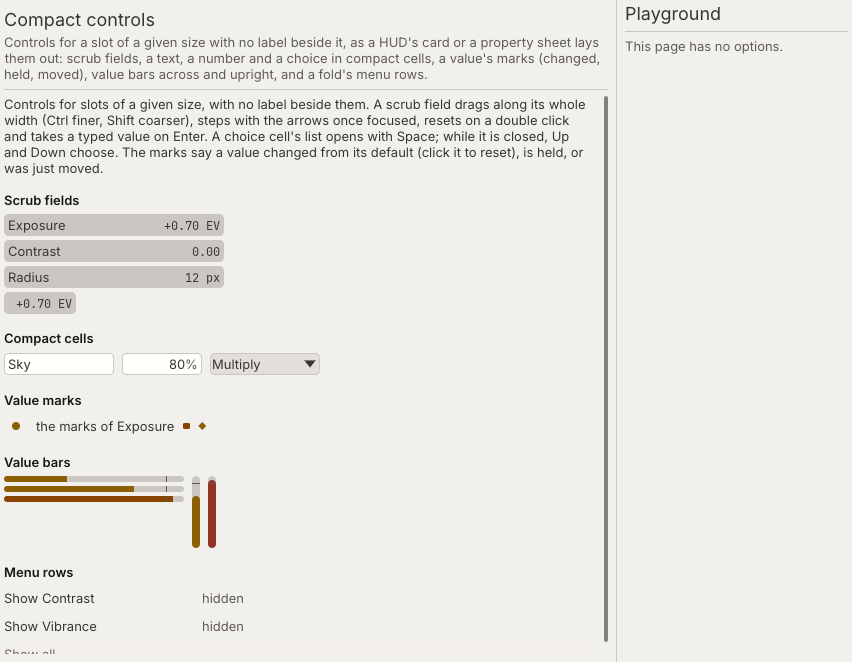 Compact controls
Controls for a slot of a given size with no label beside it, as a HUD's card or a property sheet lays
them out: scrub fields, a text, a number and a choice in compact cells, a value's marks (changed,
held, moved), value bars across and upright, and a fold's menu rows.
Controls for slots of a given size, with no label beside them. A scrub field drags along its whole
width (Ctrl finer, Shift coarser), steps with the arrows once focused, resets on a double click
and takes a typed value on Enter. A choice cell's list opens with Space; while it is closed, Up
and Down choose. The marks say a value changed from its default (click it to reset), is held, or
was just moved.
Scrub fields
Exposure +0.70 EV
Contrast 0.00
Radius 12 px
+0.70 EV
Compact cells
Sky 80% Multiply
Value marks
the marks of Exposure
Value bars
Menu rows
Show Contrast hidden
Show Vibrance hidden
Show all
Playground
This page has no options.